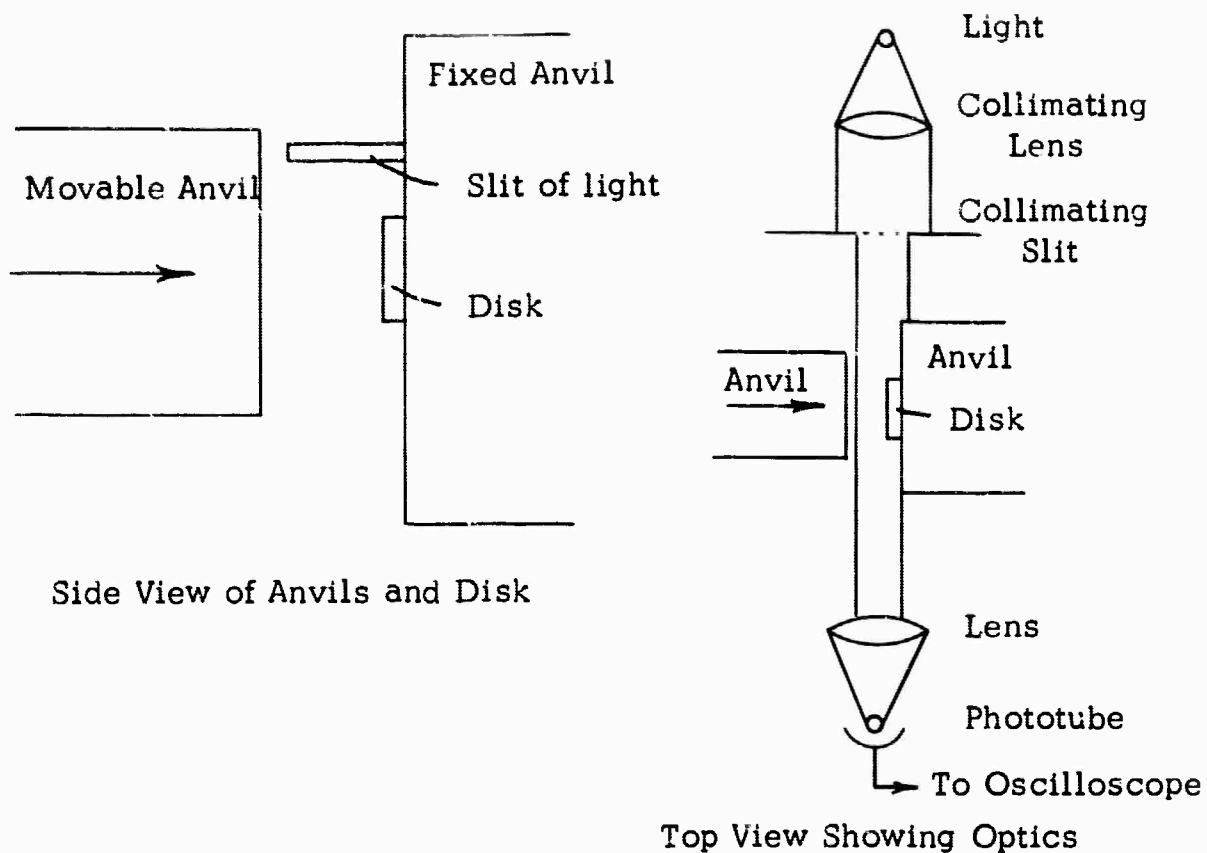 Fixed Anvil
Movable Anvil
Slit of light
Disk
Side View of Anvils and Disk
Light
Collimating
Lens
Collimating
Slit
Anvil
Anvil
Disk
Lens
Phototube
To Oscilloscope
Top View Showing Optics